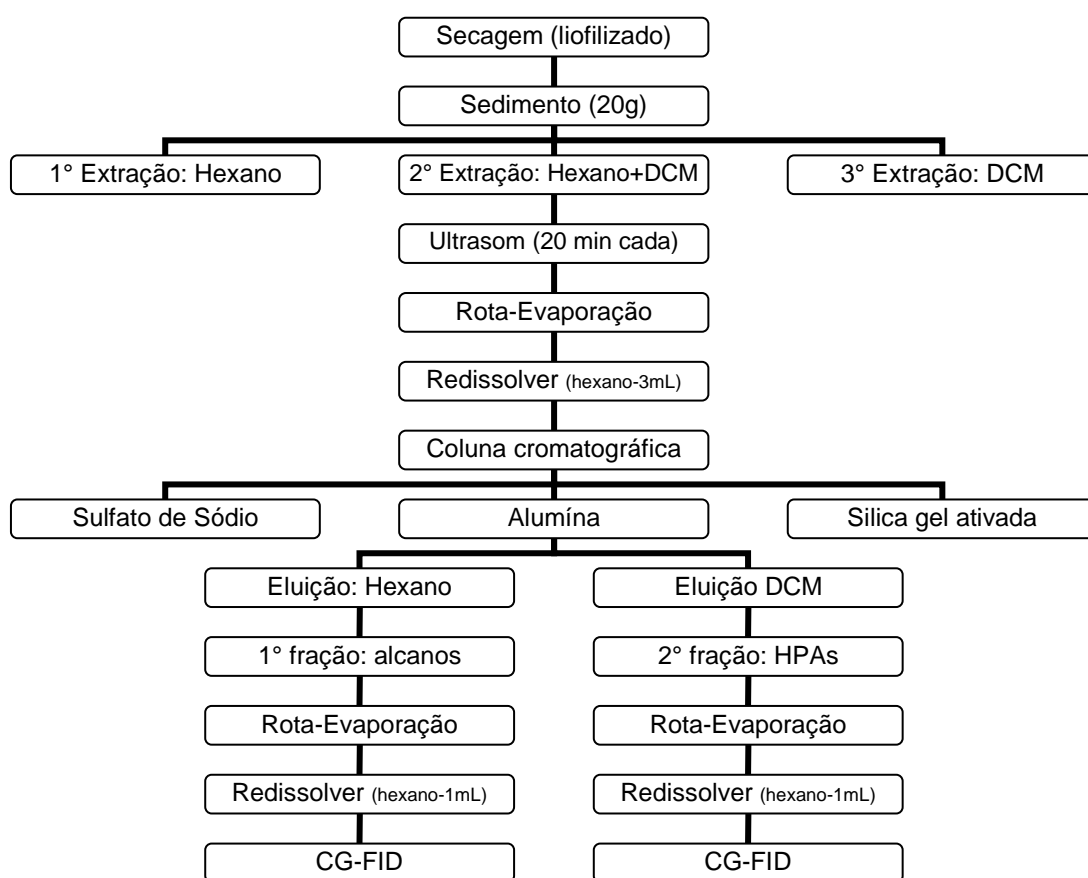 Secagem (liofilizado)
Sedimento (20g)
1° Extração: Hexano
2° Extração: Hexano+DCM
3° Extração: DCM
Ultrasom (20 min cada)
Rota-Evaporação
Redissolver (hexano-3mL)
Coluna cromatográfica
Sulfato de Sódio
Alumína
Silica gel ativada
Eluição: Hexano
Eluição DCM
1° fração: alcanos
2° fração: HPAs
Rota-Evaporação
Rota-Evaporação
Redissolver (hexano-1mL)
Redissolver (hexano-1mL)
CG-FID
CG-FID